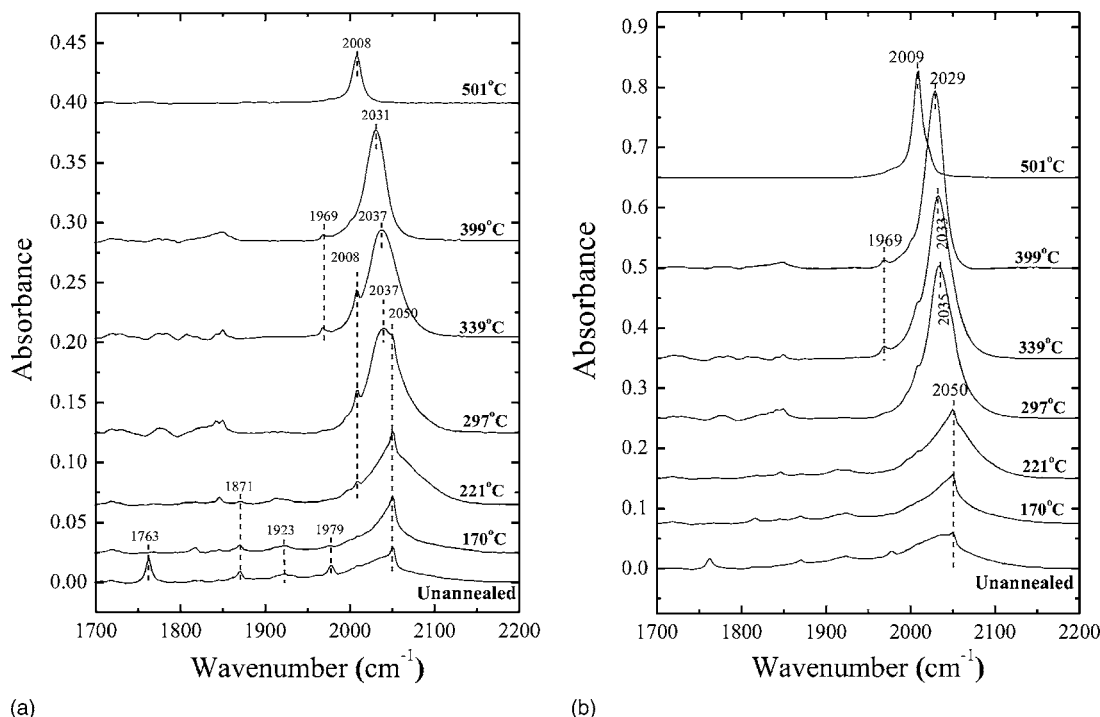 0.45
0.40
0.35
0.30
0.25
0.20
0.15
0.10
0.05
0.00
Absorbance
2008
501°C
2031
399°C
1969
2037
2008
339°C
2037
2050
297°C
221°C
1871
170°C
1763
1923
1979
Unannealed
1700 1800 1900 2000 2100 2200
Wavenumber (cm⁻¹)
(a)
0.9
0.8
0.7
0.6
0.5
0.4
0.3
0.2
0.1
0.0
Absorbance
2009
2029
501°C
1969
2033
399°C
2035
339°C
297°C
2050
221°C
170°C
Unannealed
1700 1800 1900 2000 2100 2200
Wavenumber (cm⁻¹)
(b)